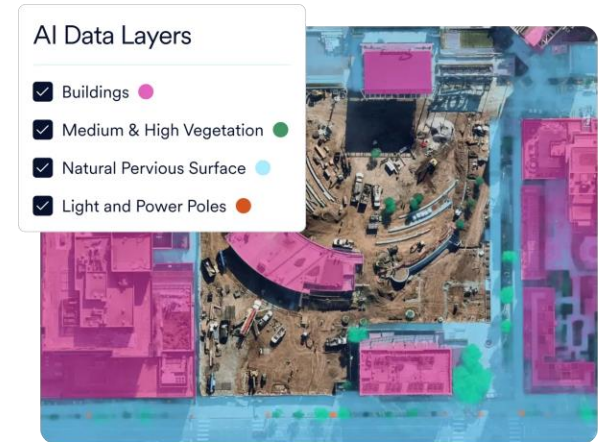 AI Data Layers
Buildings
Medium & High Vegetation
Natural Pervious Surface
Light and Power Poles